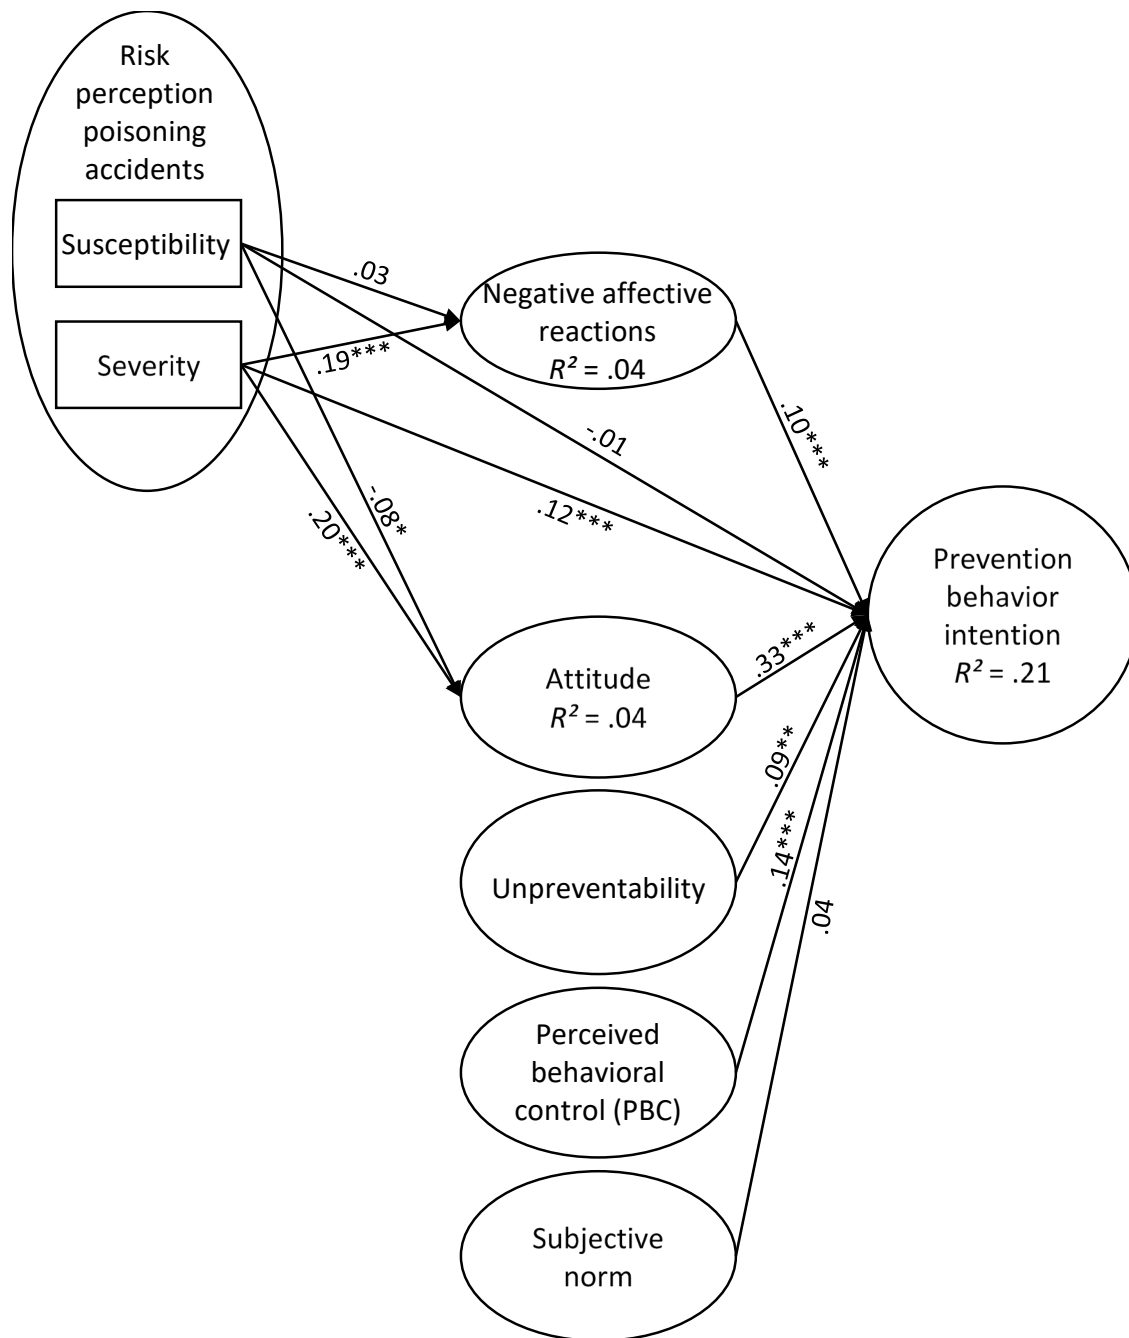 Risk
perception
poisoning
accidents
Susceptibility
Severity
.03
.19***
-.01
.12***
-.08*
.20***
Negative affective
reactions
R² = .04
.10***
Attitude
R² = .04
.33***
Prevention
behavior
intention
R² = .21
Unpreventability
.09**
Perceived
behavioral
control (PBC)
.14***
Subjective
norm
.04